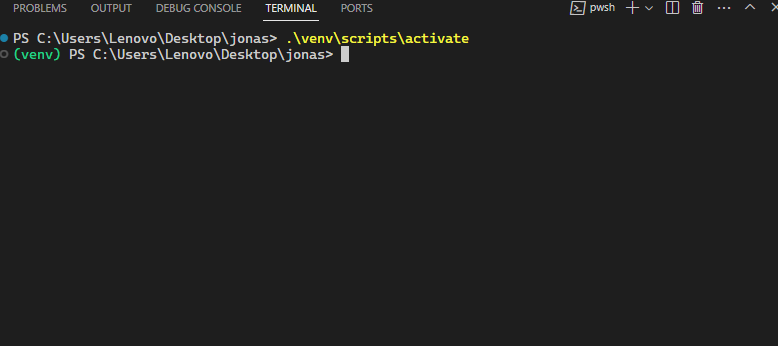 PROBLEMS OUTPUT DEBUG CONSOLE TERMINAL PORTS pwsh
PS C:\Users\Lenovo\Desktop\jonas> .\venv\scripts\activate
(venv) PS C:\Users\Lenovo\Desktop\jonas>